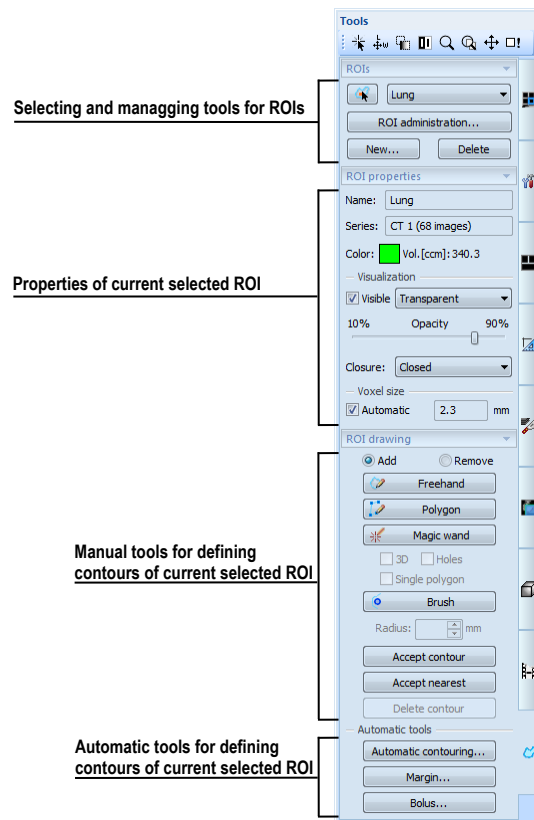 Tools
ROIs
Selecting and managging tools for ROIs
Lung
ROI administration...
New... Delete
ROI properties
Name: Lung
Series: CT 1 (68 images)
Color: Vol.[ccm]: 340.3
Properties of current selected ROI
Visualization
Visible Transparent
10% Opacity 90%
Closure: Closed
Voxel size
Automatic 2.3 mm
ROI drawing
Add Remove
Freehand
Polygon
Magic wand
Manual tools for defining
contours of current selected ROI
3D Holes
Single polygon
Brush
Radius: mm
Accept contour
Accept nearest
Delete contour
Automatic tools
Automatic tools for defining
contours of current selected ROI
Automatic contouring...
Margin...
Bolus...